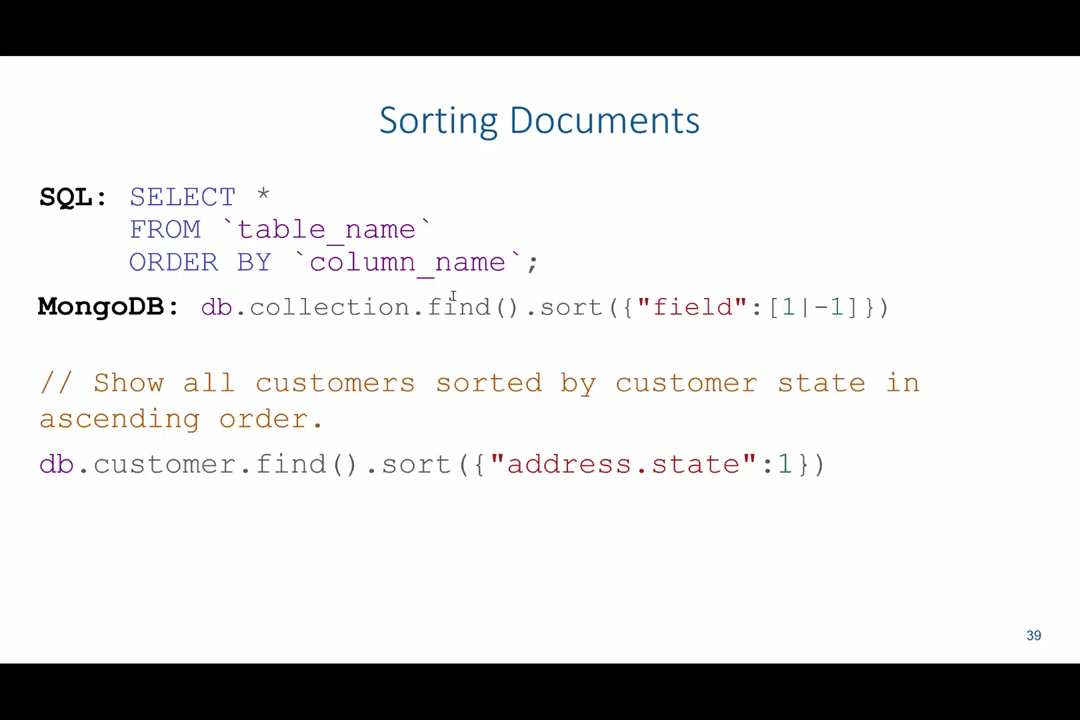 Sorting Documents
SQL: SELECT *
FROM `table_name`
ORDER BY `column_name`;
MongoDB: db.collection.find().sort({"field":[1|-1]})
// Show all customers sorted by customer state in
ascending order.
db.customer.find().sort({"address.state":1})
39